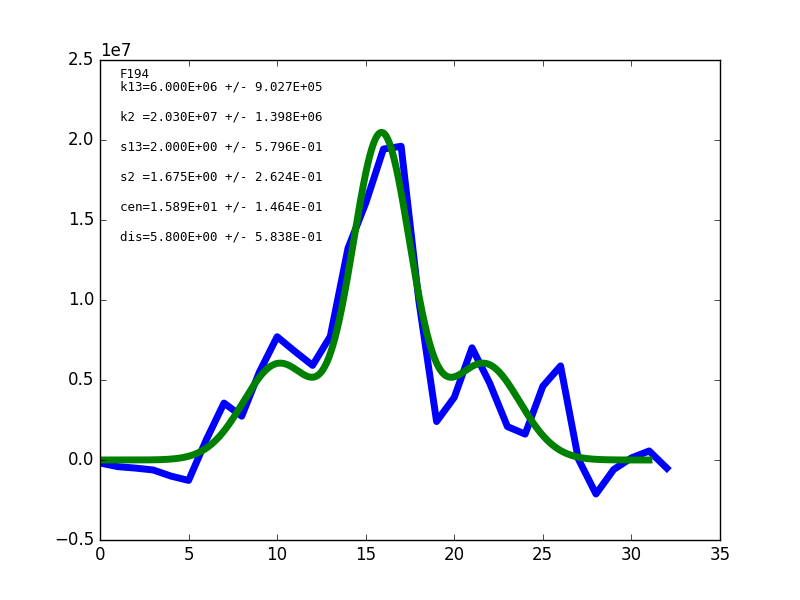 1e7
2.5
2.0
1.5
1.0
0.5
0.0
−0.5
F194
k13=6.000E+06 +/- 9.027E+05
k2 =2.030E+07 +/- 1.398E+06
s13=2.000E+00 +/- 5.796E-01
s2 =1.675E+00 +/- 2.624E-01
cen=1.589E+01 +/- 1.464E-01
dis=5.800E+00 +/- 5.838E-01
0 5 10 15 20 25 30 35